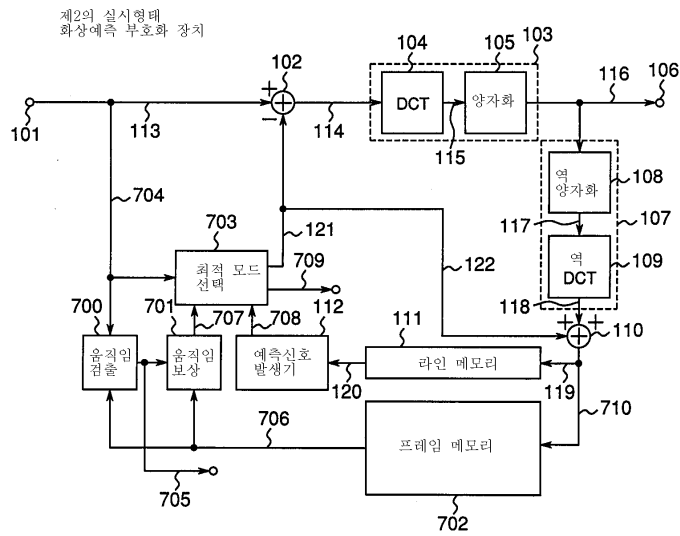 제2의 실시형태
화상예측 부호화 장치
104
105
103
102
+
−
DCT
양자화
116
106
101
113
114
115
704
역
양자화
108
117
107
703
121
최적 모드
선택
709
122
역
DCT
109
118
700
701
707
708
112
111
+
+
110
움직임
검출
움직임
보상
예측신호
발생기
120
라인 메모리
119
710
706
프레임 메모리
705
702